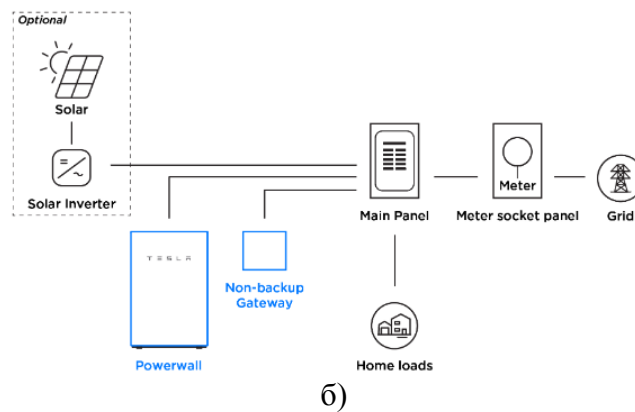 Optional
Solar
Solar Inverter
TESLA
Powerwall
Non-backup
Gateway
Main Panel
Meter
Meter socket panel
Grid
Home loads
б)